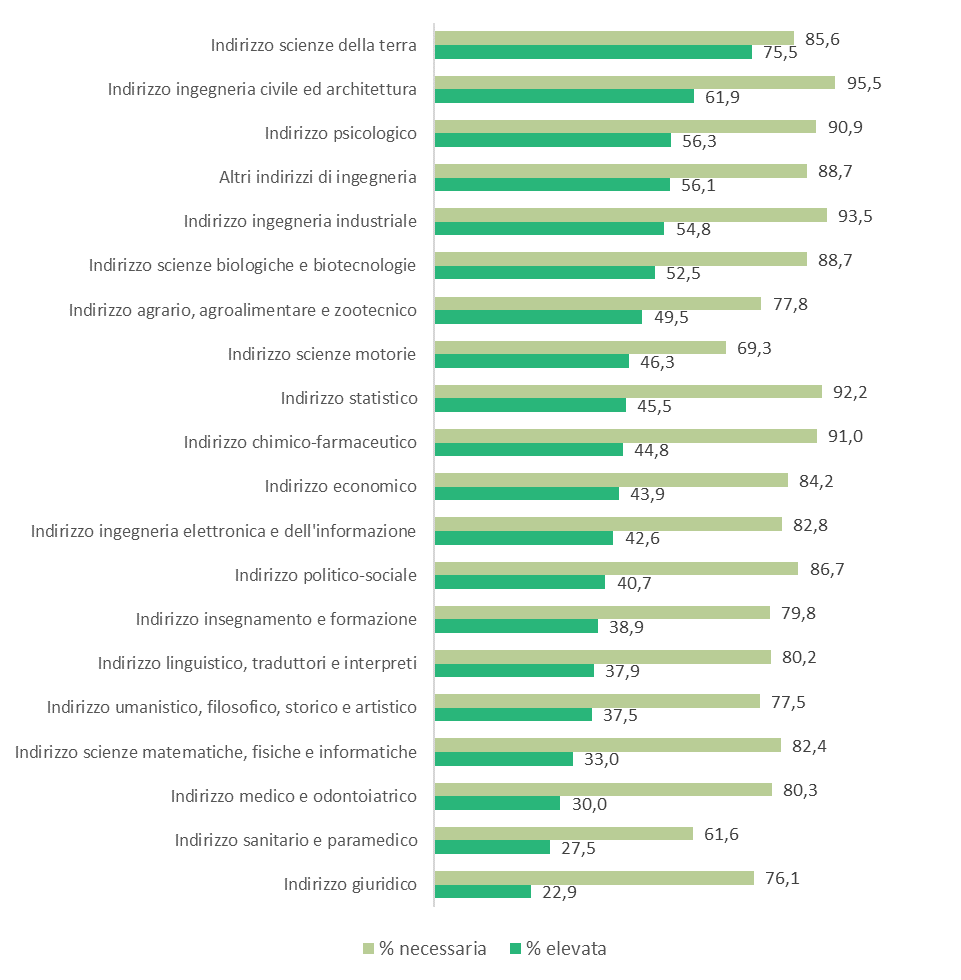 Indirizzo scienze della terra 85,6
75,5
Indirizzo ingegneria civile ed architettura 95,5
61,9
Indirizzo psicologico 90,9
56,3
Altri indirizzi di ingegneria 88,7
56,1
Indirizzo ingegneria industriale 93,5
54,8
Indirizzo scienze biologiche e biotecnologie 88,7
52,5
Indirizzo agrario, agroalimentare e zootecnico 77,8
49,5
Indirizzo scienze motorie 69,3
46,3
Indirizzo statistico 92,2
45,5
Indirizzo chimico-farmaceutico 91,0
44,8
Indirizzo economico 84,2
43,9
Indirizzo ingegneria elettronica e dell'informazione 82,8
42,6
Indirizzo politico-sociale 86,7
40,7
Indirizzo insegnamento e formazione 79,8
38,9
Indirizzo linguistico, traduttori e interpreti 80,2
37,9
Indirizzo umanistico, filosofico, storico e artistico 77,5
37,5
Indirizzo scienze matematiche, fisiche e informatiche 82,4
33,0
Indirizzo medico e odontoiatrico 80,3
30,0
Indirizzo sanitario e paramedico 61,6
27,5
Indirizzo giuridico 76,1
22,9
% necessaria % elevata